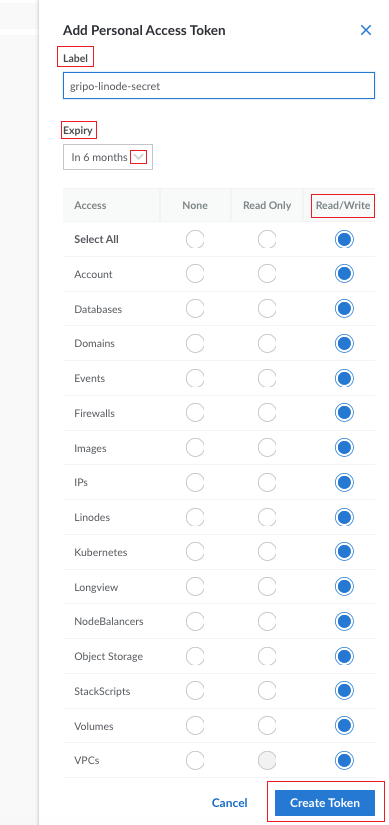 Add Personal Access Token
Label
gripo-linode-secret
Expiry
In 6 months
Access None Read Only Read/Write
Select All
Account
Databases
Domains
Events
Firewalls
Images
IPs
Linodes
Kubernetes
Longview
NodeBalancers
Object Storage
StackScripts
Volumes
VPCs
Cancel Create Token